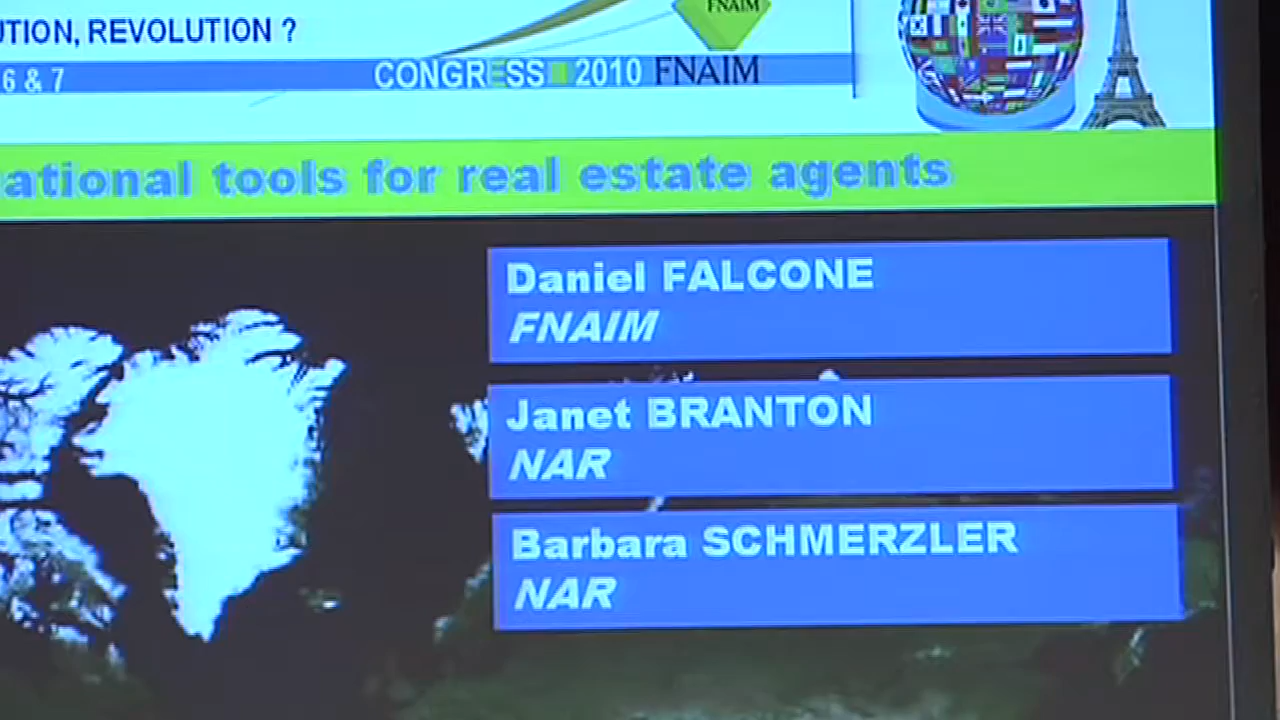 FNAIM
UTION, REVOLUTION ?
6 & 7
CONGRESS 2010 FNAIM
ational tools for real estate agents
Daniel FALCONE
FNAIM
Janet BRANTON
NAR
Barbara SCHMERZLER
NAR